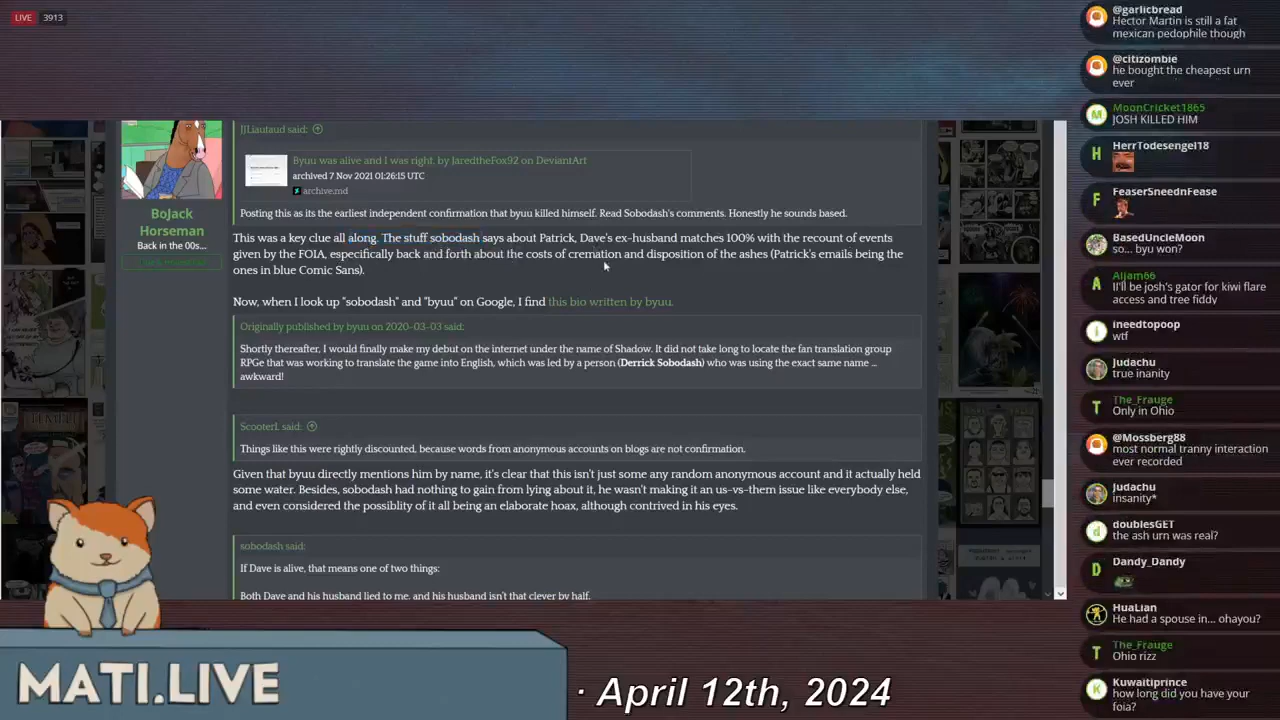 LIVE 3913
JJLiautaud said:
Byuu was alive and I was right, by JaredtheFox92 on DeviantArt
archived 7 Nov 2021 01:26:15 UTC
archive.md
Posting this as its the earliest independent confirmation that byuu killed himself. Read Sobodash's comments. Honestly he sounds based.
BoJack
Horseman
Back in the 00s...
This was a key clue all along. The stuff sobodash says about Patrick, Dave's ex-husband matches 100% with the recount of events
given by the FOIA, especifically back and forth about the costs of cremation and disposition of the ashes (Patrick's emails being the
ones in blue Comic Sans).
Now, when I look up "sobodash" and "byuu" on Google, I find this bio written by byuu.
Originally published by byuu on 2020-03-03 said:
Shortly thereafter, I would finally make my debut on the internet under the name of Shadow. It did not take long to locate the fan translation group
RPGe that was working to translate the game into English, which was led by a person (Derrick Sobodash) who was using the exact same name ...
awkward!
ScooterL said:
Things like this were rightly discounted, because words from anonymous accounts on blogs are not confirmation.
Given that byuu directly mentions him by name, it's clear that this isn't just some any random anonymous account and it actually held
some water. Besides, sobodash had nothing to gain from lying about it, he wasn't making it an us-vs-them issue like everybody else,
and even considered the possiblity of it all being an elaborate hoax, although contrived in his eyes.
sobodash said:
If Dave is alive, that means one of two things:
Both Dave and his husband lied to me, and his husband isn't that clever by half.
MATI.LIVE
· April 12th, 2024
@garlicbread
Hector Martin is still a fat
mexican pedophile though
@citizombie
he bought the cheapest urn
ever
MoonCricket1865
JOSH KILLED HIM
HerrTodesengel18
FeaserSneednFease
BasedUncleMoon
so... byu won?
Aljam66
I'll be josh's gator for kiwi flare
access and tree fiddy
ineedtopoop
wtf
Judachu
true inanity
The_Frauge
Only in Ohio
@Mossberg88
most normal tranny interaction
ever recorded
Judachu
insanity*
doublesGET
the ash urn was real?
Dandy_Dandy
HuaLian
He had a spouse in... ohayou?
The_Frauge
Ohio rizz
Kuwaitiprince
how long did you have your
foia?